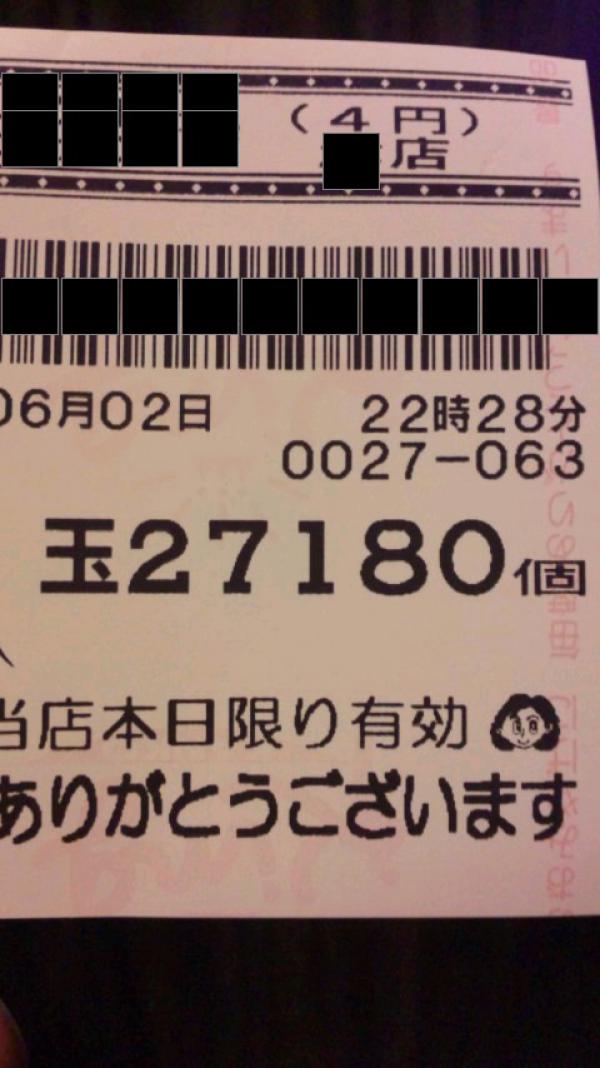 （４円）
店
06月02日 22時28分
0027-063
玉27180個
当店本日限り有効
ありがとうございます